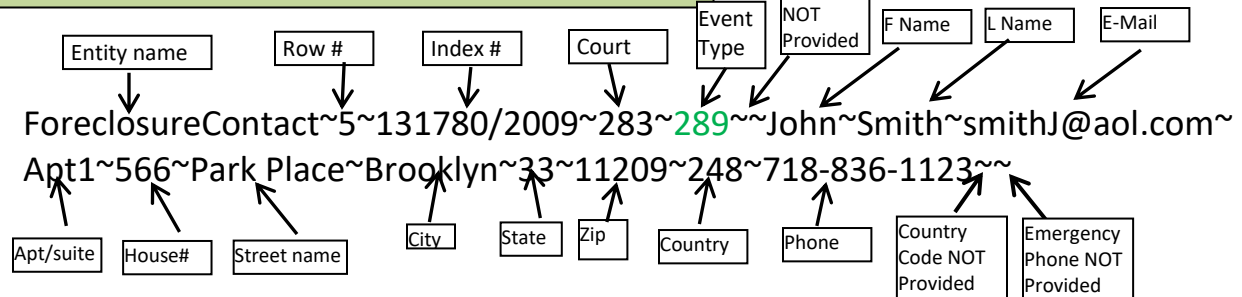 Entity name
Row #
Index #
Court
Event
Type
NOT
Provided
F Name
L Name
E-Mail
ForeclosureContact~5~131780/2009~283~289~~John~Smith~smithJ@aol.com~
Apt1~566~Park Place~Brooklyn~33~11209~248~718-836-1123~~
Apt/suite
House#
Street name
City
State
Zip
Country
Phone
Country
Code NOT
Provided
Emergency
Phone NOT
Provided